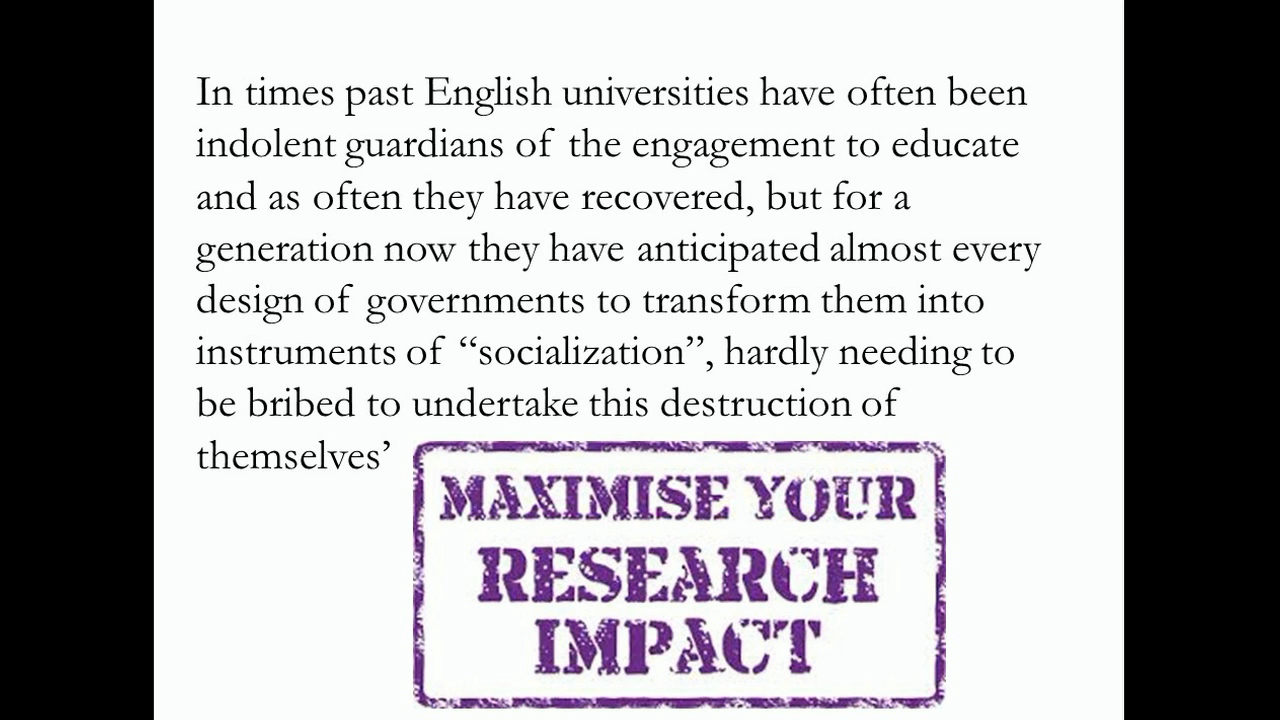 In times past English universities have often been
indolent guardians of the engagement to educate
and as often they have recovered, but for a
generation now they have anticipated almost every
design of governments to transform them into
instruments of “socialization”, hardly needing to
be bribed to undertake this destruction of
themselves’
MAXIMISE YOUR
RESEARCH
IMPACT